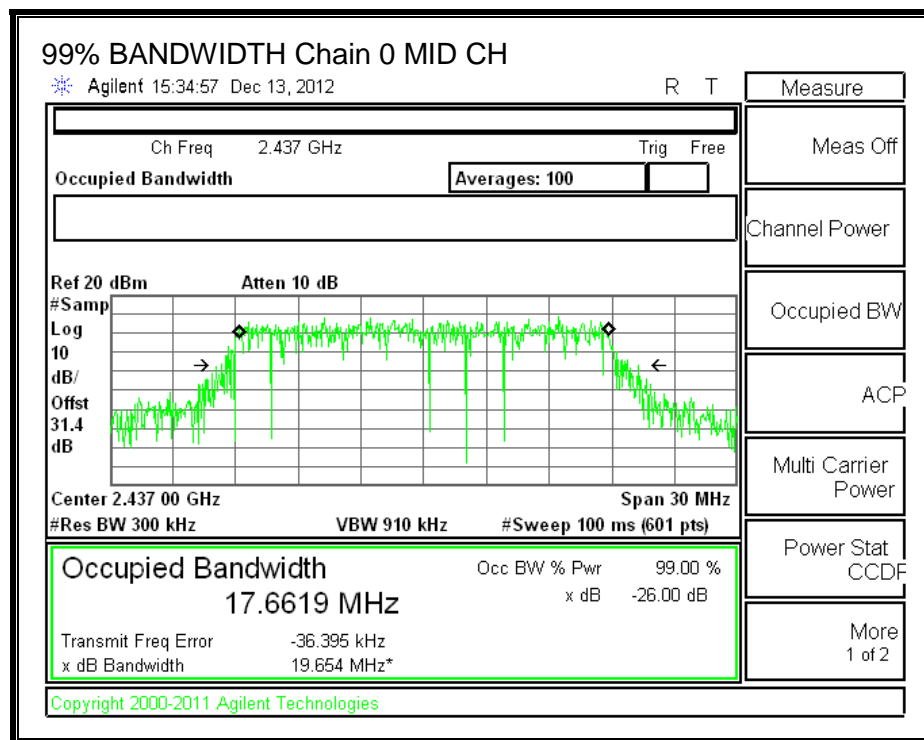 99% BANDWIDTH Chain 0 MID CH
Agilent 15:34:57 Dec 13, 2012 R T
Measure
Ch Freq 2.437 GHz Trig Free
Occupied Bandwidth Averages: 100
Meas Off
Channel Power
Occupied BW
ACP
Multi Carrier
Power
Power Stat
CCDF
More
1 of 2
Ref 20 dBm Atten 10 dB
#Samp
Log
10
dB/
Offst
31.4
dB
Center 2.437 00 GHz Span 30 MHz
#Res BW 300 kHz VBW 910 kHz #Sweep 100 ms (601 pts)
Occupied Bandwidth Occ BW % Pwr 99.00 %
17.6619 MHz x dB -26.00 dB
Transmit Freq Error -36.395 kHz
x dB Bandwidth 19.654 MHz*
Copyright 2000-2011 Agilent Technologies